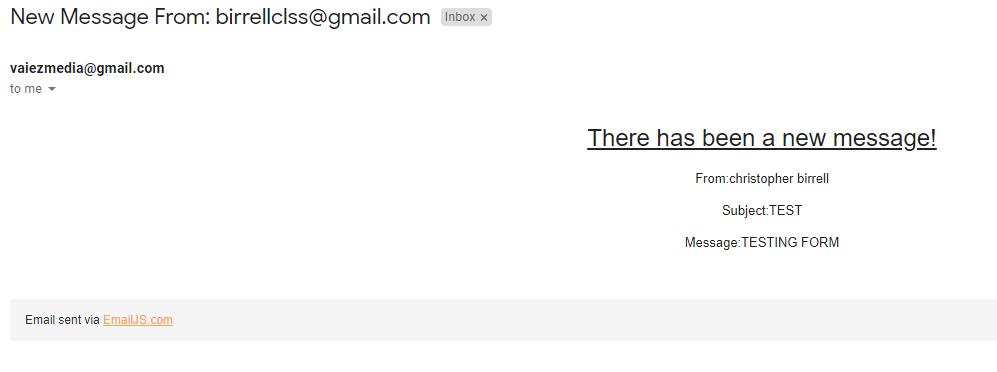 New Message From: birrellclss@gmail.com Inbox ×
vaiezmedia@gmail.com
to me
There has been a new message!
From:christopher birrell
Subject:TEST
Message:TESTING FORM
Email sent via EmailJS.com